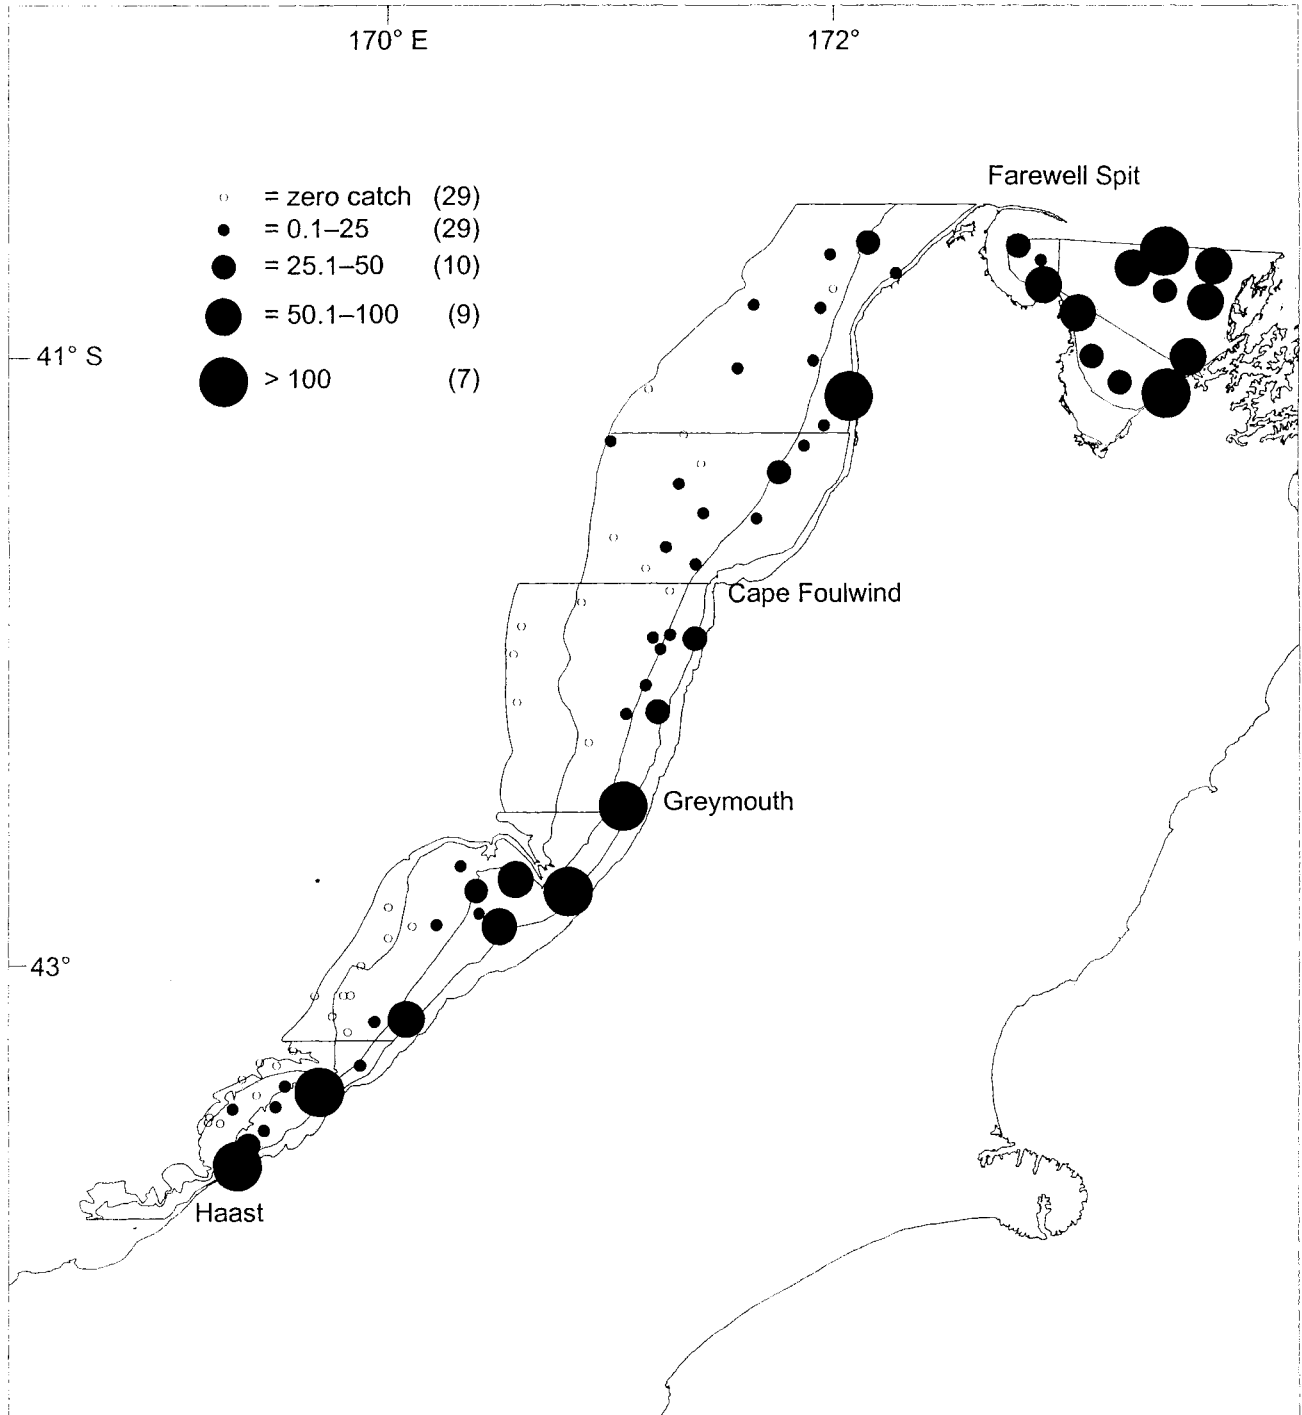 170° E
172°
Farewell Spit
= zero catch (29)
= 0.1–25 (29)
= 25.1–50 (10)
= 50.1–100 (9)
41° S
> 100 (7)
Cape Foulwind
Greymouth
43°
Haast